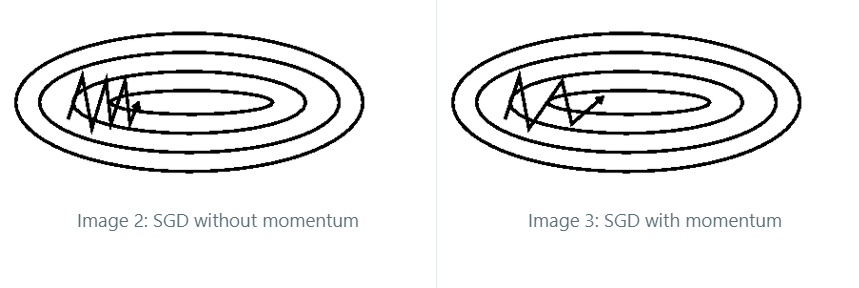 Image 2: SGD without momentum
Image 3: SGD with momentum